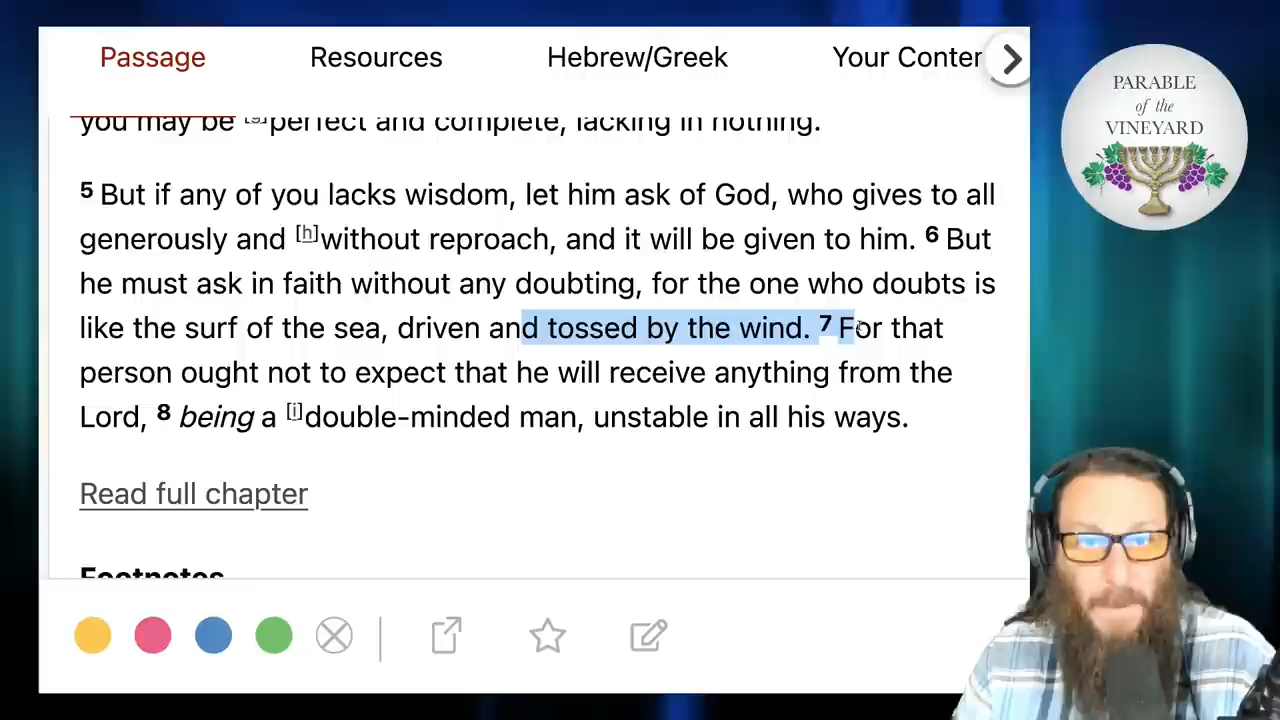 Passage Resources Hebrew/Greek Your Conter
you may be [g]perfect and complete, lacking in nothing.
5 But if any of you lacks wisdom, let him ask of God, who gives to all
generously and [h]without reproach, and it will be given to him. 6 But
he must ask in faith without any doubting, for the one who doubts is
like the surf of the sea, driven and tossed by the wind. 7 For that
person ought not to expect that he will receive anything from the
Lord, 8 being a [i]double-minded man, unstable in all his ways.
Read full chapter
Footnotes
PARABLE
of the
VINEYARD